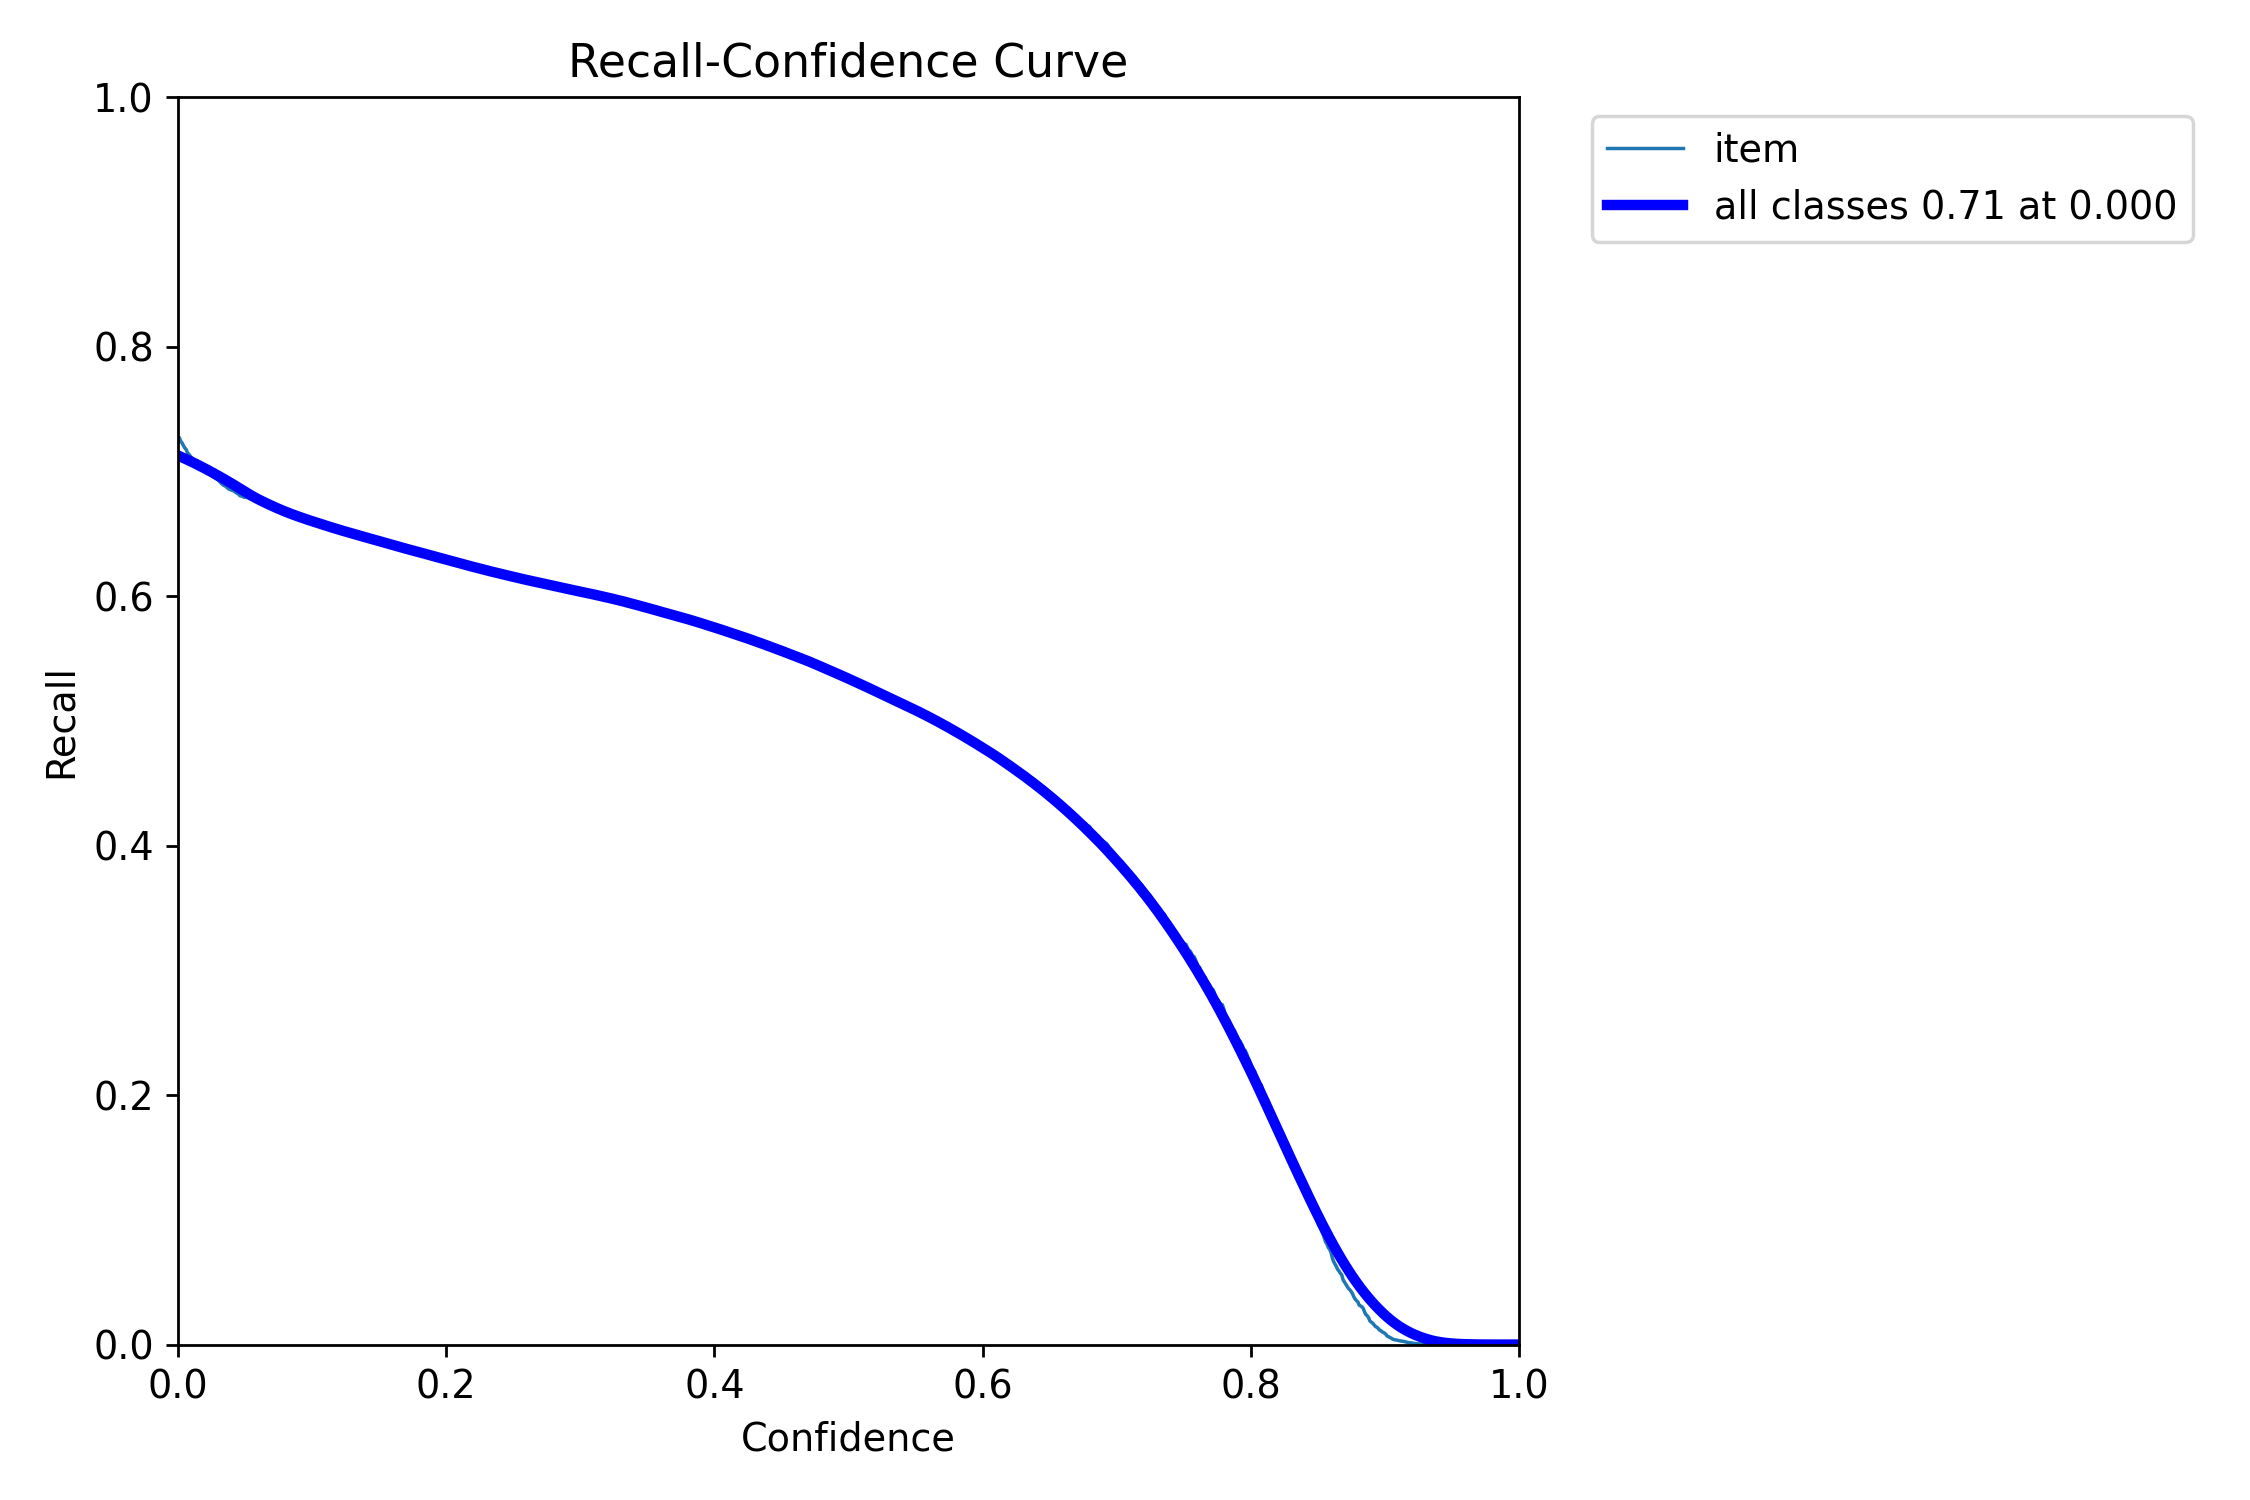 Recall-Confidence Curve
1.0
0.8
0.6
0.4
0.2
0.0
Recall
0.0 0.2 0.4 0.6 0.8 1.0
Confidence
item
all classes 0.71 at 0.000